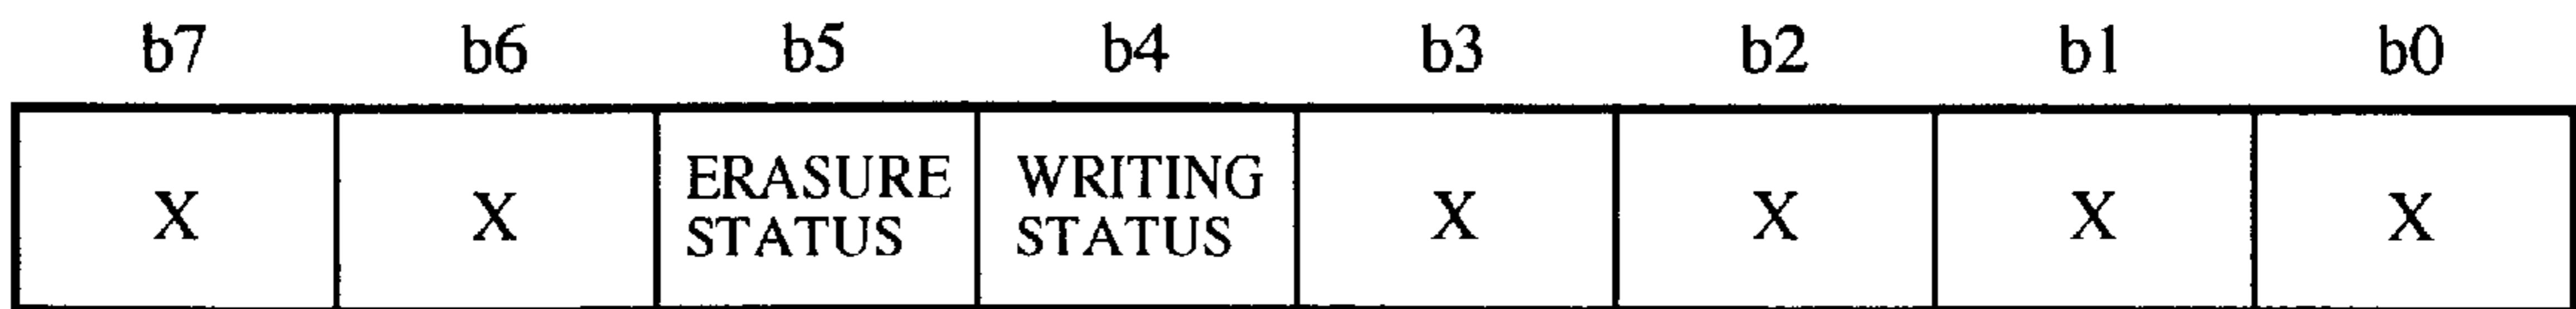 b7 b6 b5 b4 b3 b2 b1 b0
X X ERASURE STATUS WRITING STATUS X X X X